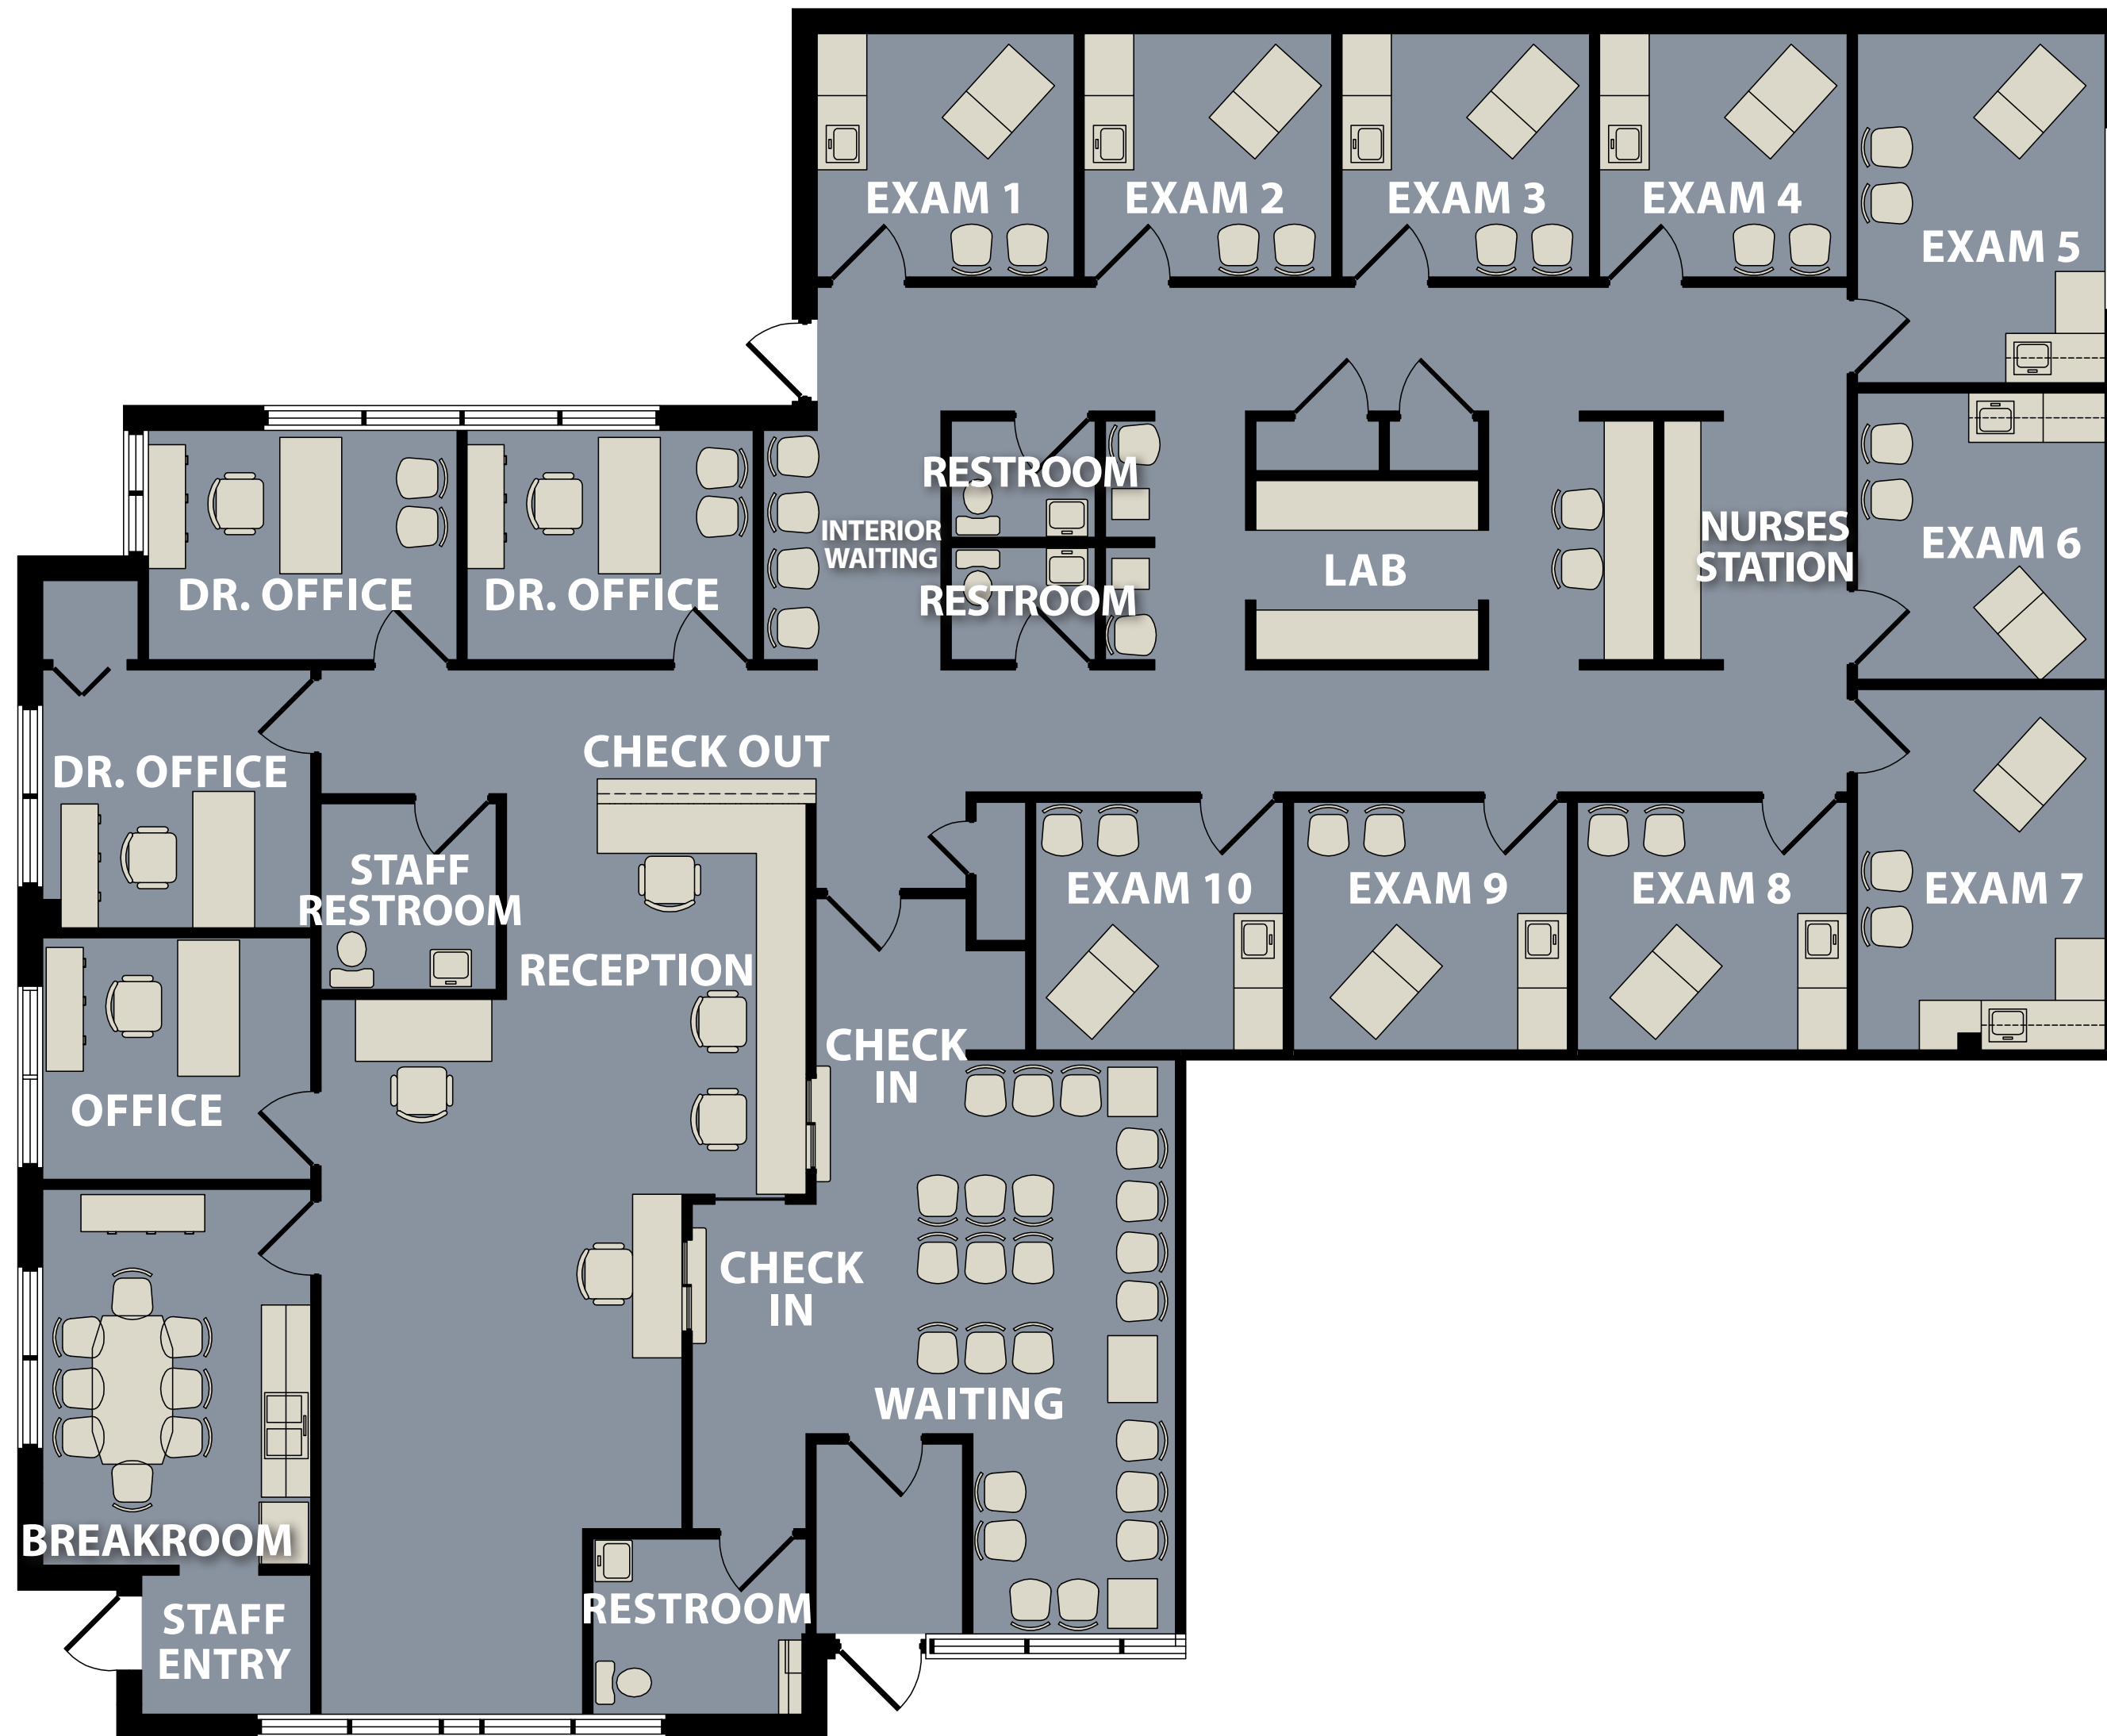 EXAM 1
EXAM 2
EXAM 3
EXAM 4
EXAM 5
RESTROOM
INTERIOR
WAITING
RESTROOM
LAB
NURSES
STATION
EXAM 6
DR. OFFICE
DR. OFFICE
DR. OFFICE
CHECK OUT
STAFF
RESTROOM
RECEPTION
EXAM 10
EXAM 9
EXAM 8
EXAM 7
OFFICE
CHECK
IN
CHECK
IN
WAITING
BREAKROOM
RESTROOM
STAFF
ENTRY